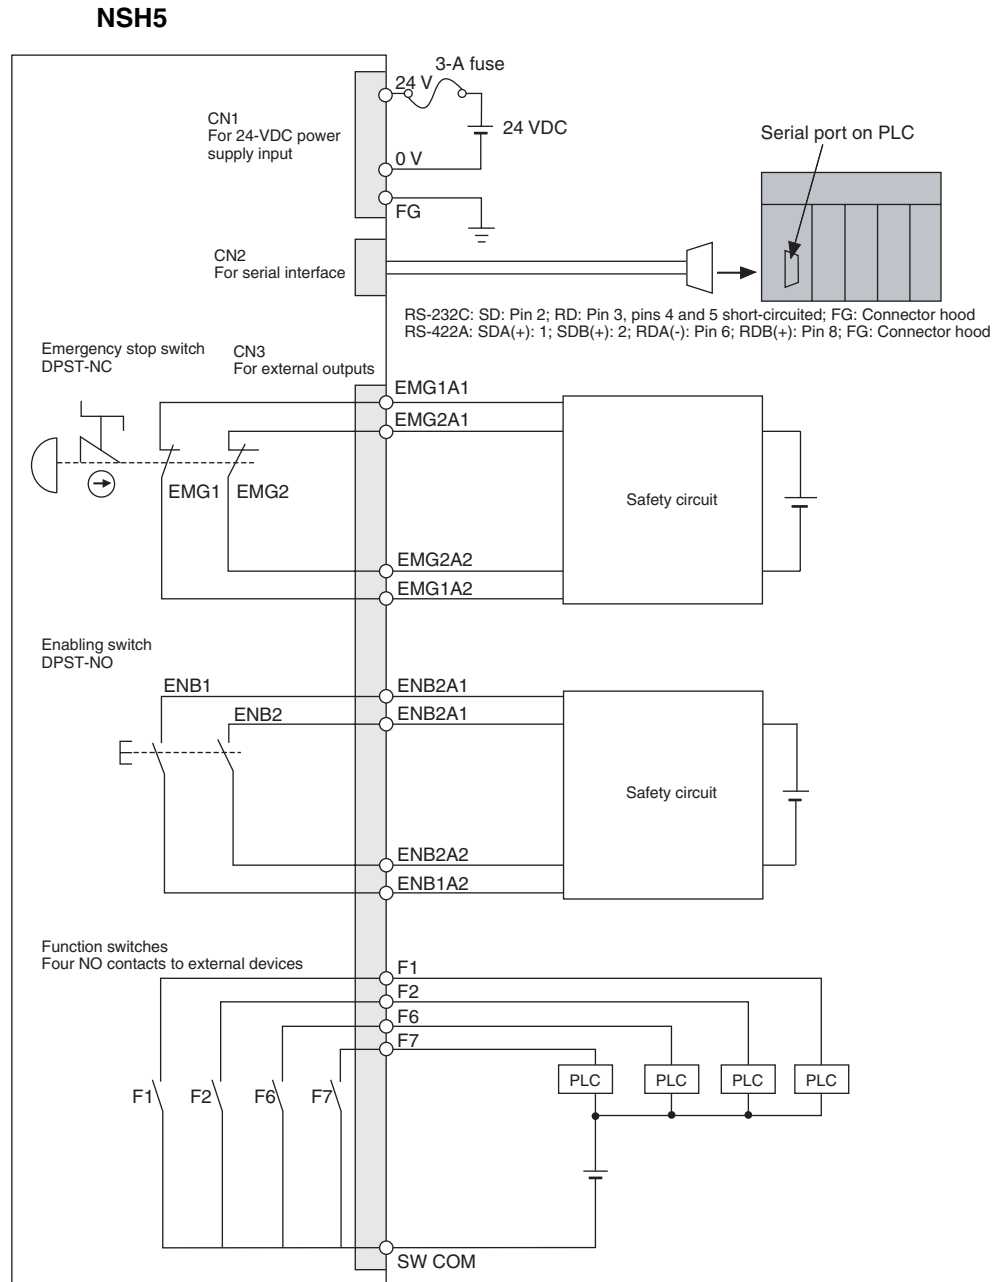 NSH5
3-A fuse
24 V
CN1
For 24-VDC power
supply input
24 VDC
0 V
FG
Serial port on PLC
CN2
For serial interface
RS-232C: SD: Pin 2; RD: Pin 3, pins 4 and 5 short-circuited; FG: Connector hood
RS-422A: SDA(+): 1; SDB(+): 2; RDA(-): Pin 6; RDB(+): Pin 8; FG: Connector hood
Emergency stop switch
DPST-NC
CN3
For external outputs
EMG1A1
EMG2A1
EMG1
EMG2
Safety circuit
EMG2A2
EMG1A2
Enabling switch
DPST-NO
ENB1
ENB2A1
ENB2
ENB2A1
Safety circuit
ENB2A2
ENB1A2
Function switches
Four NO contacts to external devices
F1
F2
F6
F7
PLC
PLC
PLC
PLC
F1
F2
F6
F7
SW COM